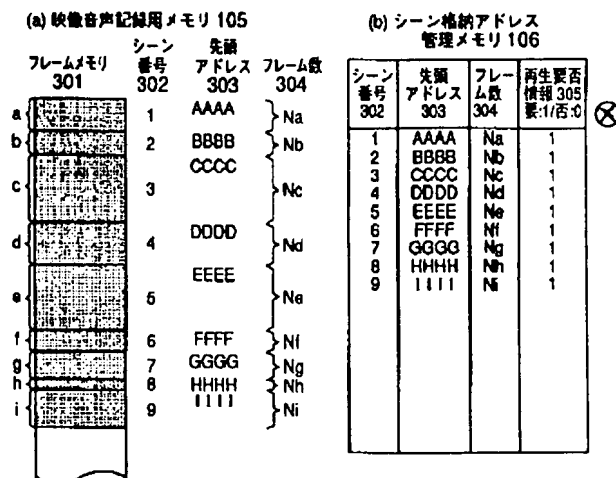 (a) 映像音声記録用メモリ 105
フレームメモリ
301
シーン
番号
302
先頭
アドレス
303
フレーム数
304
a 1 AAAA Na
b 2 BBBB Nb
c 3 CCCC Nc
d 4 DDDD Nd
e 5 EEEE Ne
f 6 FFFF Nf
g 7 GGGG Ng
h 8 HHHH Nh
i 9 IIII Ni
(b) シーン格納アドレス
管理メモリ 106
シーン
番号
302
先頭
アドレス
303
フレー
ム数
304
再生要否
情報 305
要:1/否:0
1 AAAA Na 1
2 BBBB Nb 1
3 CCCC Nc 1
4 DDDD Nd 1
5 EEEE Ne 1
6 FFFF Nf 1
7 GGGG Ng 1
8 HHHH Nh 1
9 IIII Ni 1